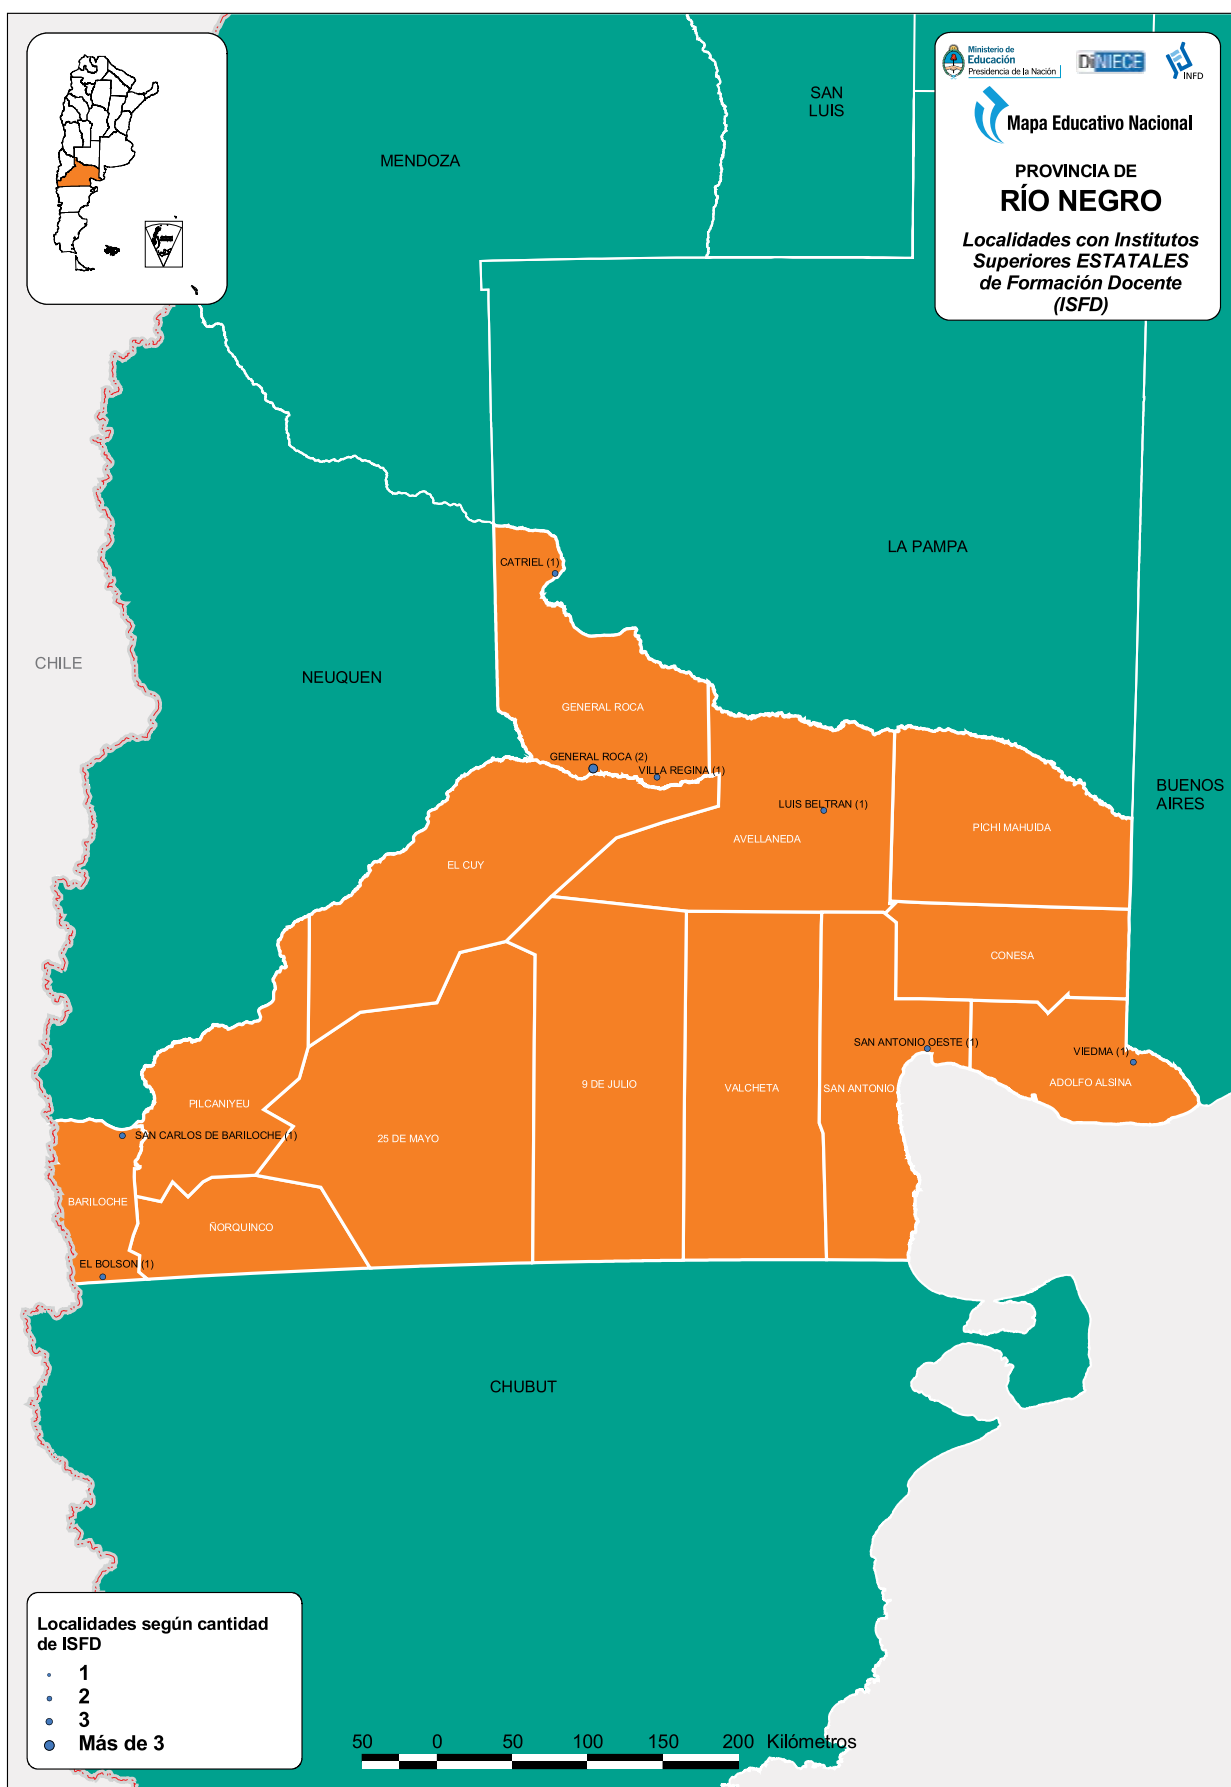 Ministerio de
Educación
Presidencia de la Nación
DiNIECE
INFD
Mapa Educativo Nacional
PROVINCIA DE
RÍO NEGRO
Localidades con Institutos
Superiores ESTATALES
de Formación Docente
(ISFD)
SAN
LUIS
MENDOZA
LA PAMPA
CATRIEL (1)
CHILE
NEUQUEN
GENERAL ROCA
GENERAL ROCA (2)
VILLA REGINA (1)
BUENOS
AIRES
LUIS BELTRAN (1)
PICHI MAHUIDA
AVELLANEDA
EL CUY
CONESA
SAN ANTONIO OESTE (1)
VIEDMA (1)
ADOLFO ALSINA
9 DE JULIO
VALCHETA
SAN ANTONIO
PILCANIYEU
SAN CARLOS DE BARILOCHE (1)
25 DE MAYO
BARILOCHE
ÑORQUINCO
EL BOLSON (1)
CHUBUT
Localidades según cantidad
de ISFD
1
2
3
Más de 3
50 0 50 100 150 200 Kilómetros